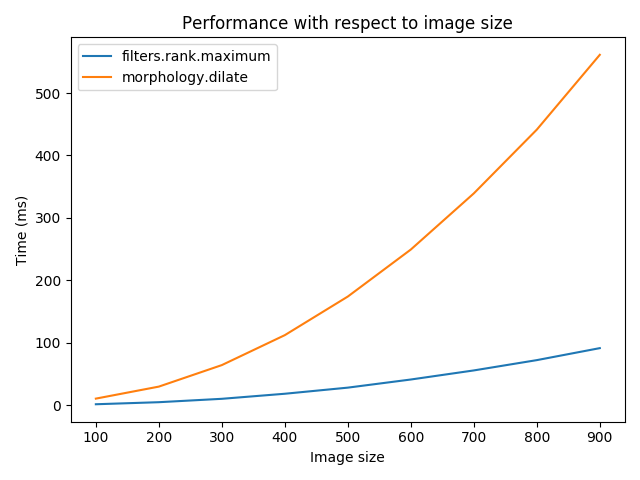 Performance with respect to image size
filters.rank.maximum
morphology.dilate
Time (ms)
500
400
300
200
100
0
100 200 300 400 500 600 700 800 900
Image size